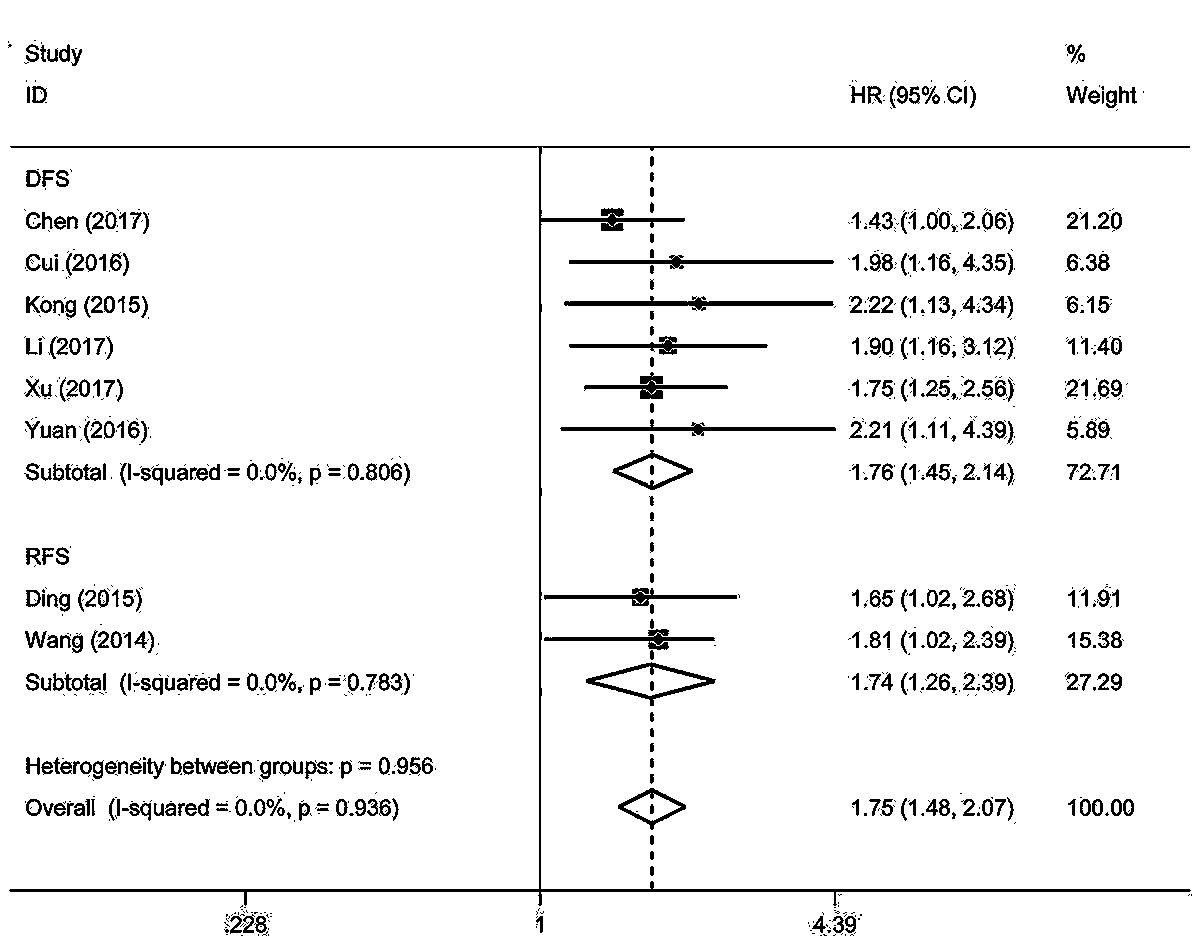 Study %
ID HR (95% CI) Weight
DFS
Chen (2017) 1.43 (1.00, 2.06) 21.20
Cui (2016) 1.98 (1.16, 4.35) 6.38
Kong (2015) 2.22 (1.13, 4.34) 6.15
Li (2017) 1.90 (1.16, 3.12) 11.40
Xu (2017) 1.75 (1.25, 2.56) 21.69
Yuan (2016) 2.21 (1.11, 4.39) 5.89
Subtotal (I-squared = 0.0%, p = 0.806) 1.76 (1.45, 2.14) 72.71
RFS
Ding (2015) 1.65 (1.02, 2.68) 11.91
Wang (2014) 1.81 (1.02, 2.39) 15.38
Subtotal (I-squared = 0.0%, p = 0.783) 1.74 (1.26, 2.39) 27.29
Heterogeneity between groups: p = 0.956
Overall (I-squared = 0.0%, p = 0.936) 1.75 (1.48, 2.07) 100.00
.228 1 4.39